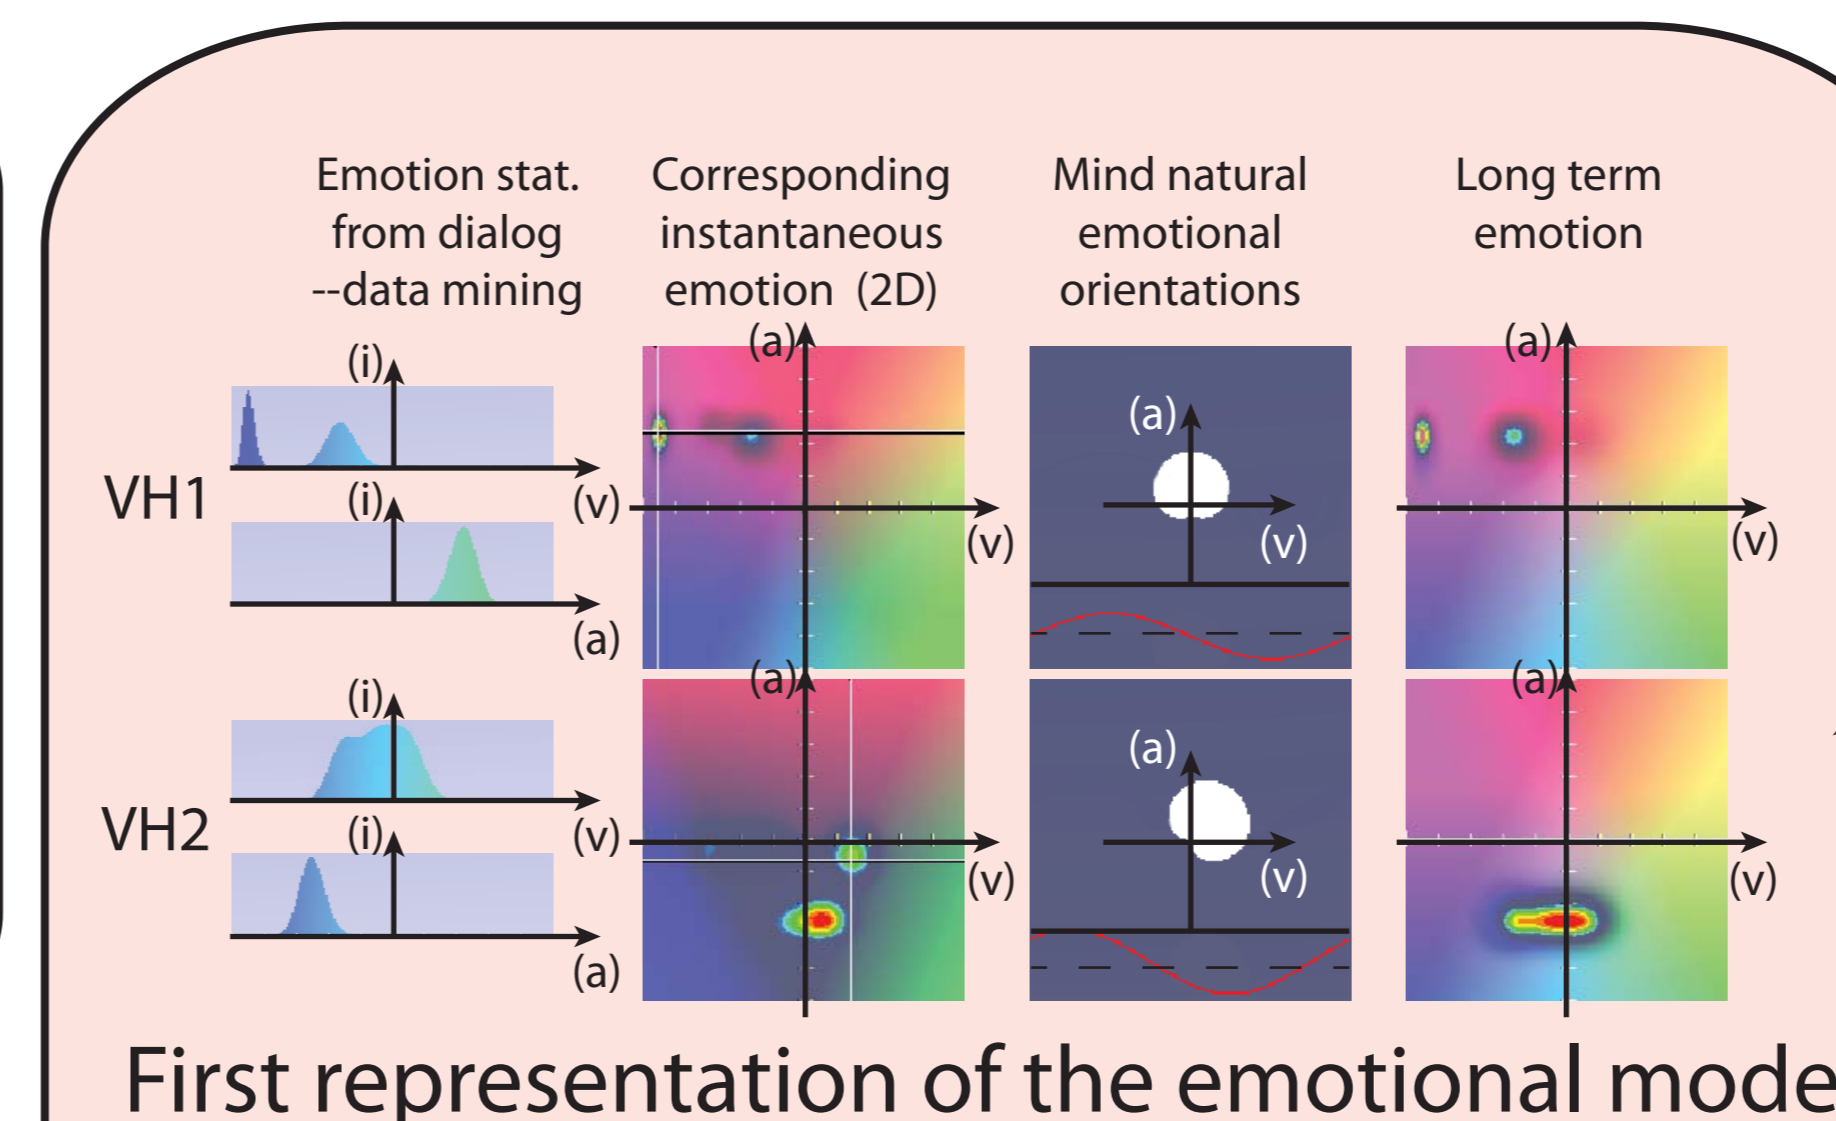 Emotion stat.
from dialog
--data mining
Corresponding
instantaneous
emotion (2D)
Mind natural
emotional
orientations
Long term
emotion
VH1
(i)
(v)
(i)
(a)
(a)
(v)
(a)
(v)
(a)
(v)
VH2
(i)
(v)
(i)
(a)
(a)
(v)
(a)
(v)
(a)
(v)
First representation of the emotional mode